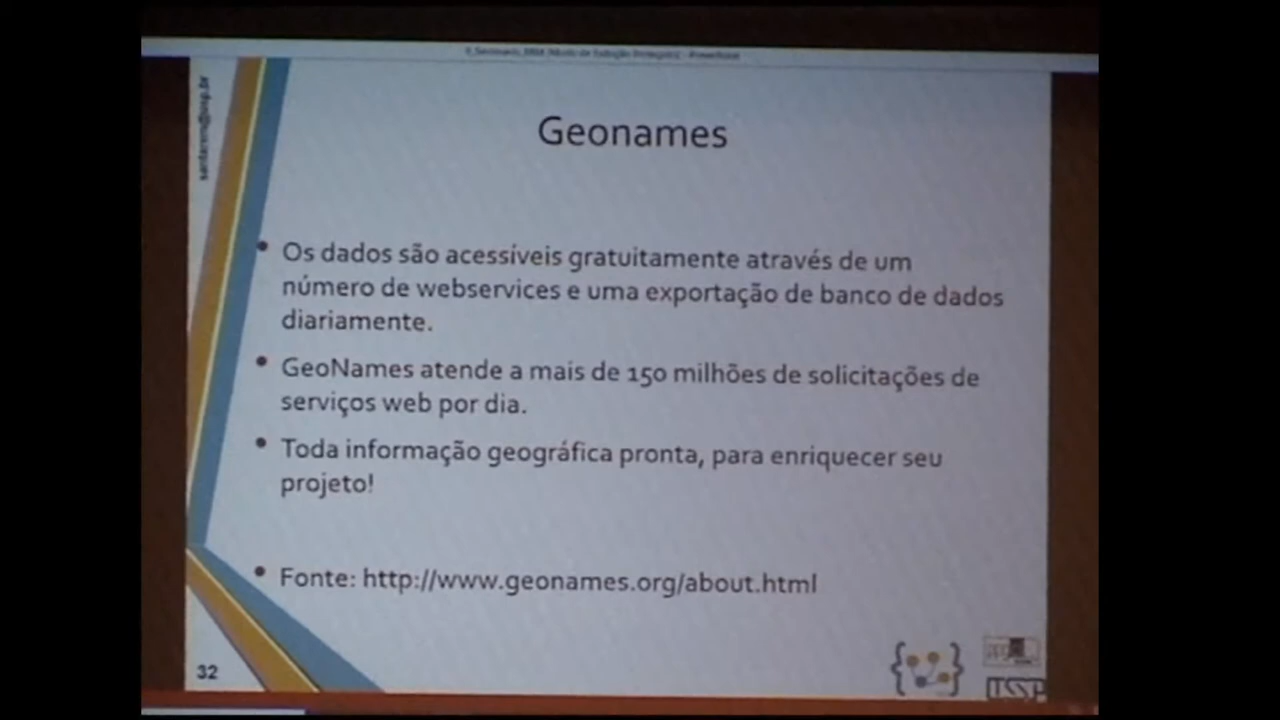 Geonames
• Os dados são acessíveis gratuitamente através de um
número de webservices e uma exportação de banco de dados
diariamente.
• GeoNames atende a mais de 150 milhões de solicitações de
serviços web por dia.
• Toda informação geográfica pronta, para enriquecer seu
projeto!
• Fonte: http://www.geonames.org/about.html
32